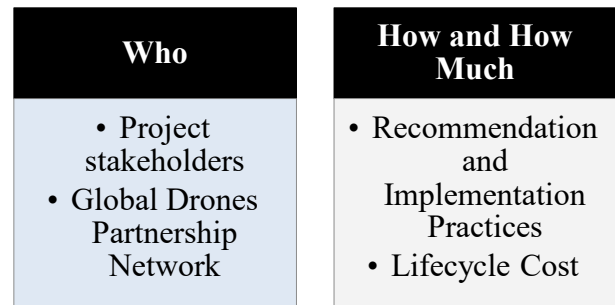 Who
• Project
stakeholders
• Global Drones
Partnership
Network
How and How
Much
• Recommendation
and
Implementation
Practices
• Lifecycle Cost